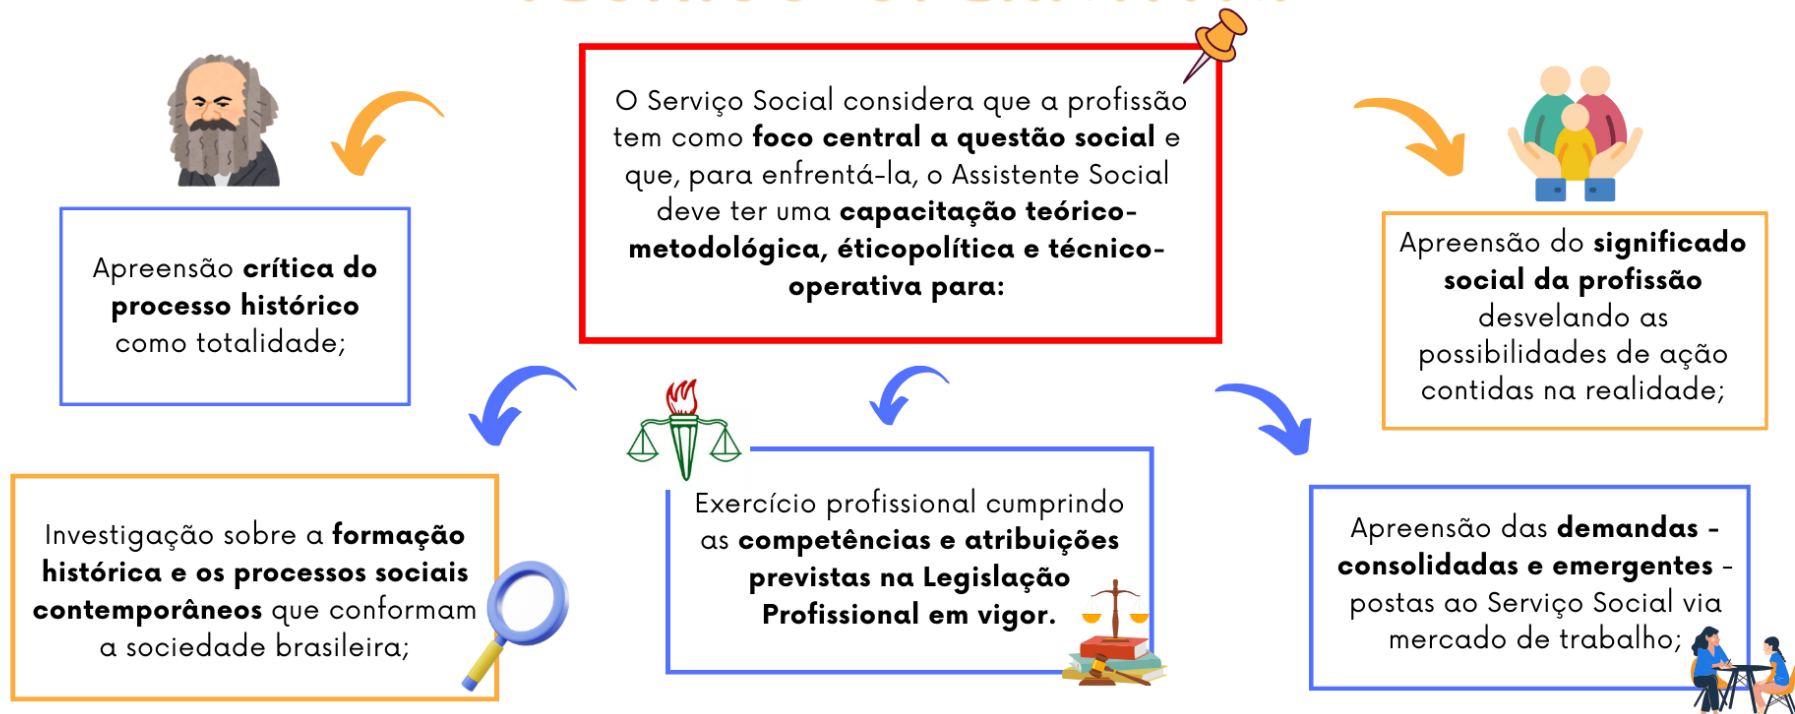 O Serviço Social considera que a profissão
tem como foco central a questão social e
que, para enfrentá-la, o Assistente Social
deve ter uma capacitação teórico-
metodológica, éticopolítica e técnico-
operativa para:
Apreensão crítica do
processo histórico
como totalidade;
Apreensão do significado
social da profissão
desvelando as
possibilidades de ação
contidas na realidade;
Investigação sobre a formação
histórica e os processos sociais
contemporâneos que conformam
a sociedade brasileira;
Exercício profissional cumprindo
as competências e atribuições
previstas na Legislação
Profissional em vigor.
Apreensão das demandas -
consolidadas e emergentes -
postas ao Serviço Social via
mercado de trabalho;